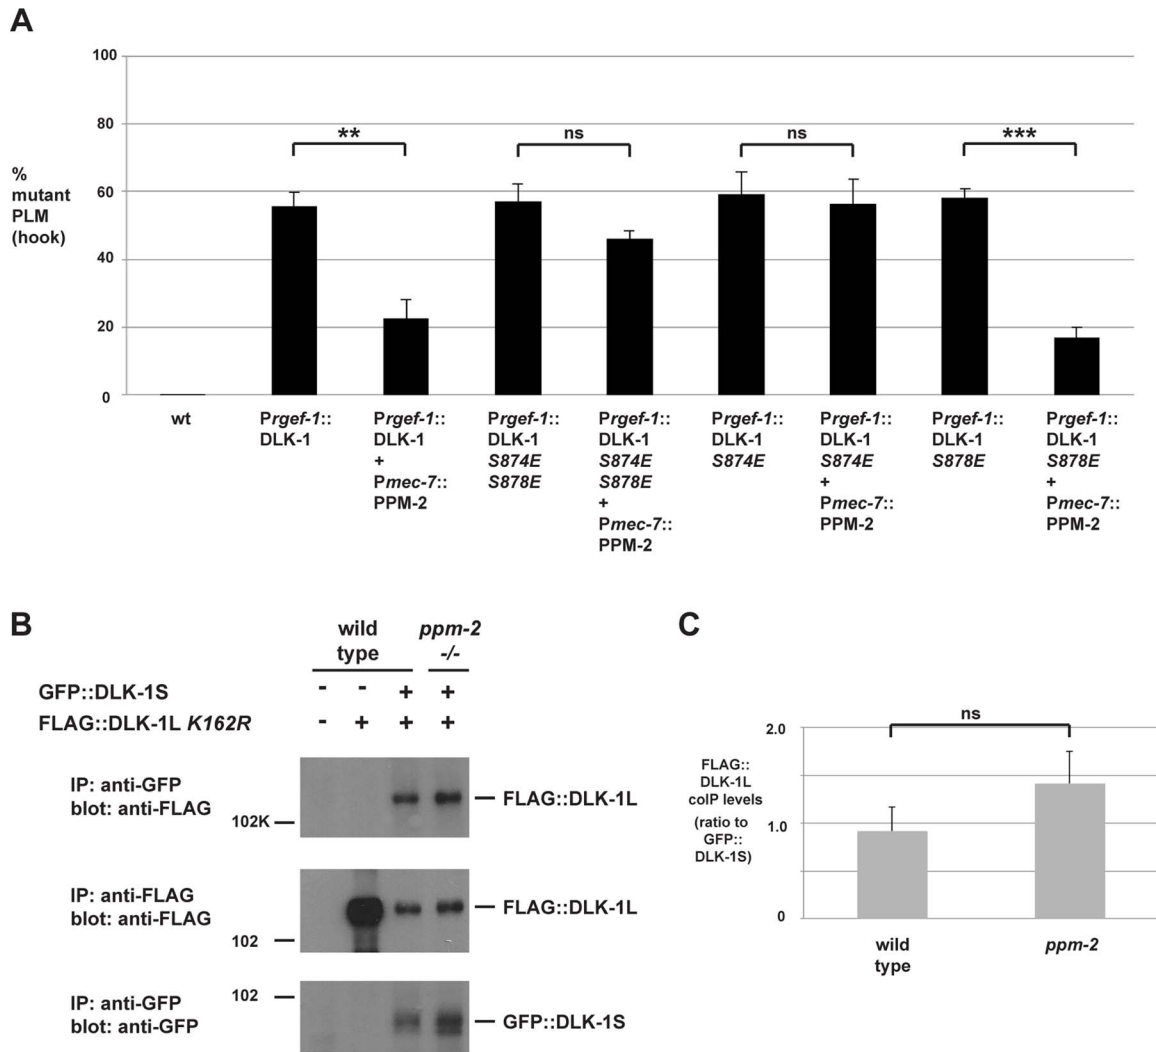 A
100
80
60
40
20
0
%
mutant
PLM
(hook)
**
ns
ns
***
wt
Prgef-1::
DLK-1
Prgef-1::
DLK-1
+
Pmec-7::
PPM-2
Prgef-1::
DLK-1
S874E
S878E
Prgef-1::
DLK-1
S874E
S878E
+
Pmec-7::
PPM-2
Prgef-1::
DLK-1
S874E
Prgef-1::
DLK-1
S874E
+
Pmec-7::
PPM-2
Prgef-1::
DLK-1
S878E
Prgef-1::
DLK-1
S878E
+
Pmec-7::
PPM-2
B
wild
type
ppm-2
-/-
GFP::DLK-1S - - + +
FLAG::DLK-1L K162R - + + +
IP: anti-GFP
blot: anti-FLAG
102K
FLAG::DLK-1L
IP: anti-FLAG
blot: anti-FLAG
102
FLAG::DLK-1L
IP: anti-GFP
blot: anti-GFP
102
GFP::DLK-1S
C
ns
2.0
1.0
0
FLAG::
DLK-1L
coIP levels
(ratio to
GFP::
DLK-1S)
wild
type
ppm-2